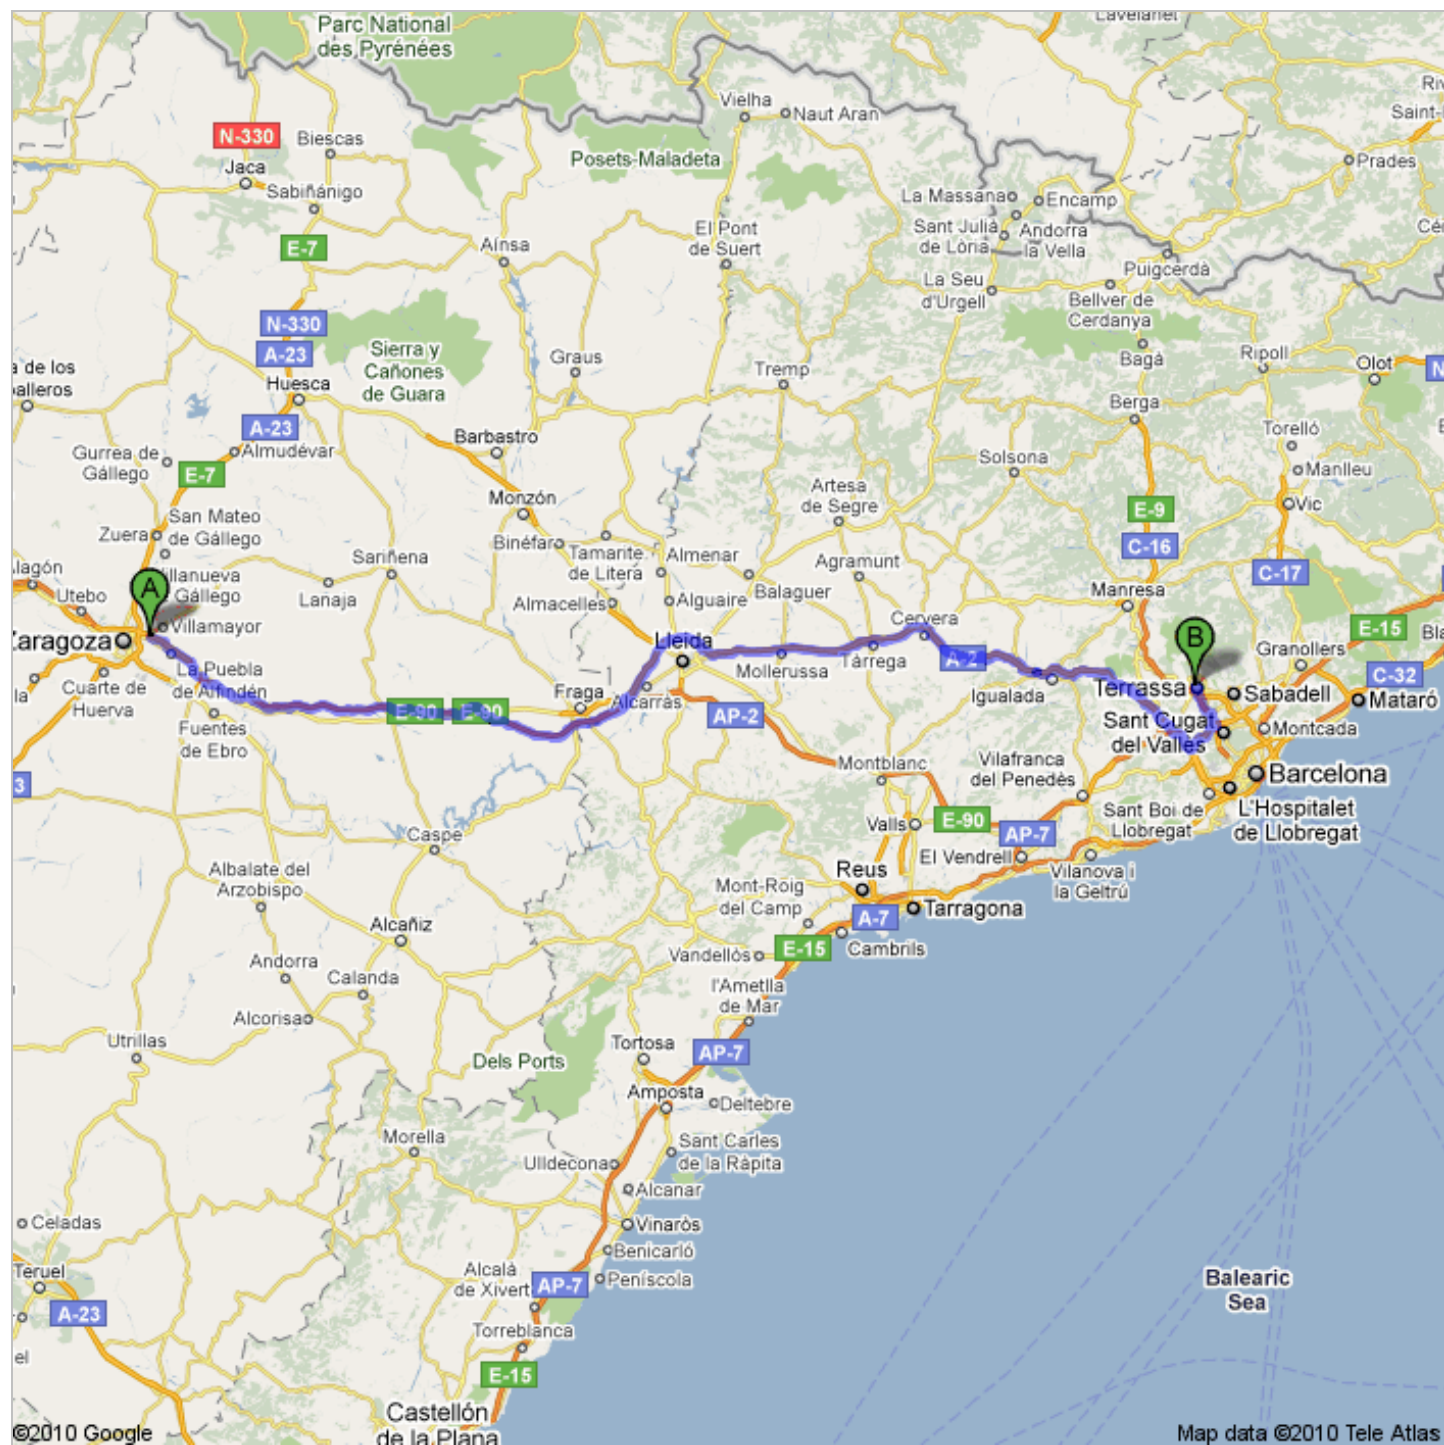 Parc National
des Pyrénées
Lavelanet
Vielha
Naut Aran
N-330
Biescas
Jaca
Sabiñánigo
Posets-Maladeta
Prades
La Massana
Encamp
Sant Julià
de Lòria
Andorra
la Vella
E-7
Aínsa
El Pont
de Suert
Puigcerdà
La Seu
d'Urgell
Bellver de
Cerdanya
N-330
A-23
Sierra y
Cañones
de Guara
Graus
Tremp
Bagà
Ripoll
Olot
Huesca
a de los
Berga
A-23
Almudévar
Barbastro
Torelló
Gurrea de
Gállego
E-7
Solsona
Manlleu
Monzón
Artesa
de Segre
E-9
Vic
San Mateo
de Gállego
Zuera
Binéfar
C-16
Sariñena
Tamarite
de Litera
Almenar
Agramunt
C-17
A
Utebo
Lanaja
Almacelles
Alguaire
Balaguer
Manresa
Villamayor
Cervera
B
E-15
Lleida
Granollers
La Puebla
de Alfindén
Mollerussa
Tàrrega
A-2
C-32
Cuarte de
Huerva
Fraga
Alcarràs
Igualada
Terrassa
Sabadell
Mataró
E-90
E-90
AP-2
Fuentes
de Ebro
Sant Cugat
del Vallès
Montcada
Montblanc
Vilafranca
del Penedès
Barcelona
3
Caspe
Valls
E-90
AP-7
Sant Boi de
Llobregat
L'Hospitalet
de Llobregat
El Vendrell
Albalate del
Arzobispo
Reus
Vilanova i
la Geltrú
Mont-Roig
del Camp
A-7
Tarragona
Alcañiz
E-15
Cambrils
Vandellòs
Andorra
Calanda
l'Ametlla
de Mar
Alcorisa
Utrillas
Dels Ports
Tortosa
AP-7
Amposta
Deltebre
Morella
Sant Carles
de la Ràpita
Ulldecona
Alcanar
Celadas
Vinaròs
Benicarló
Teruel
Alcalà
de Xivert
AP-7
Peníscola
Balearic
Sea
A-23
Torreblanca
el
E-15
Castellón
de la Plana
©2010 Google
Map data ©2010 Tele Atlas